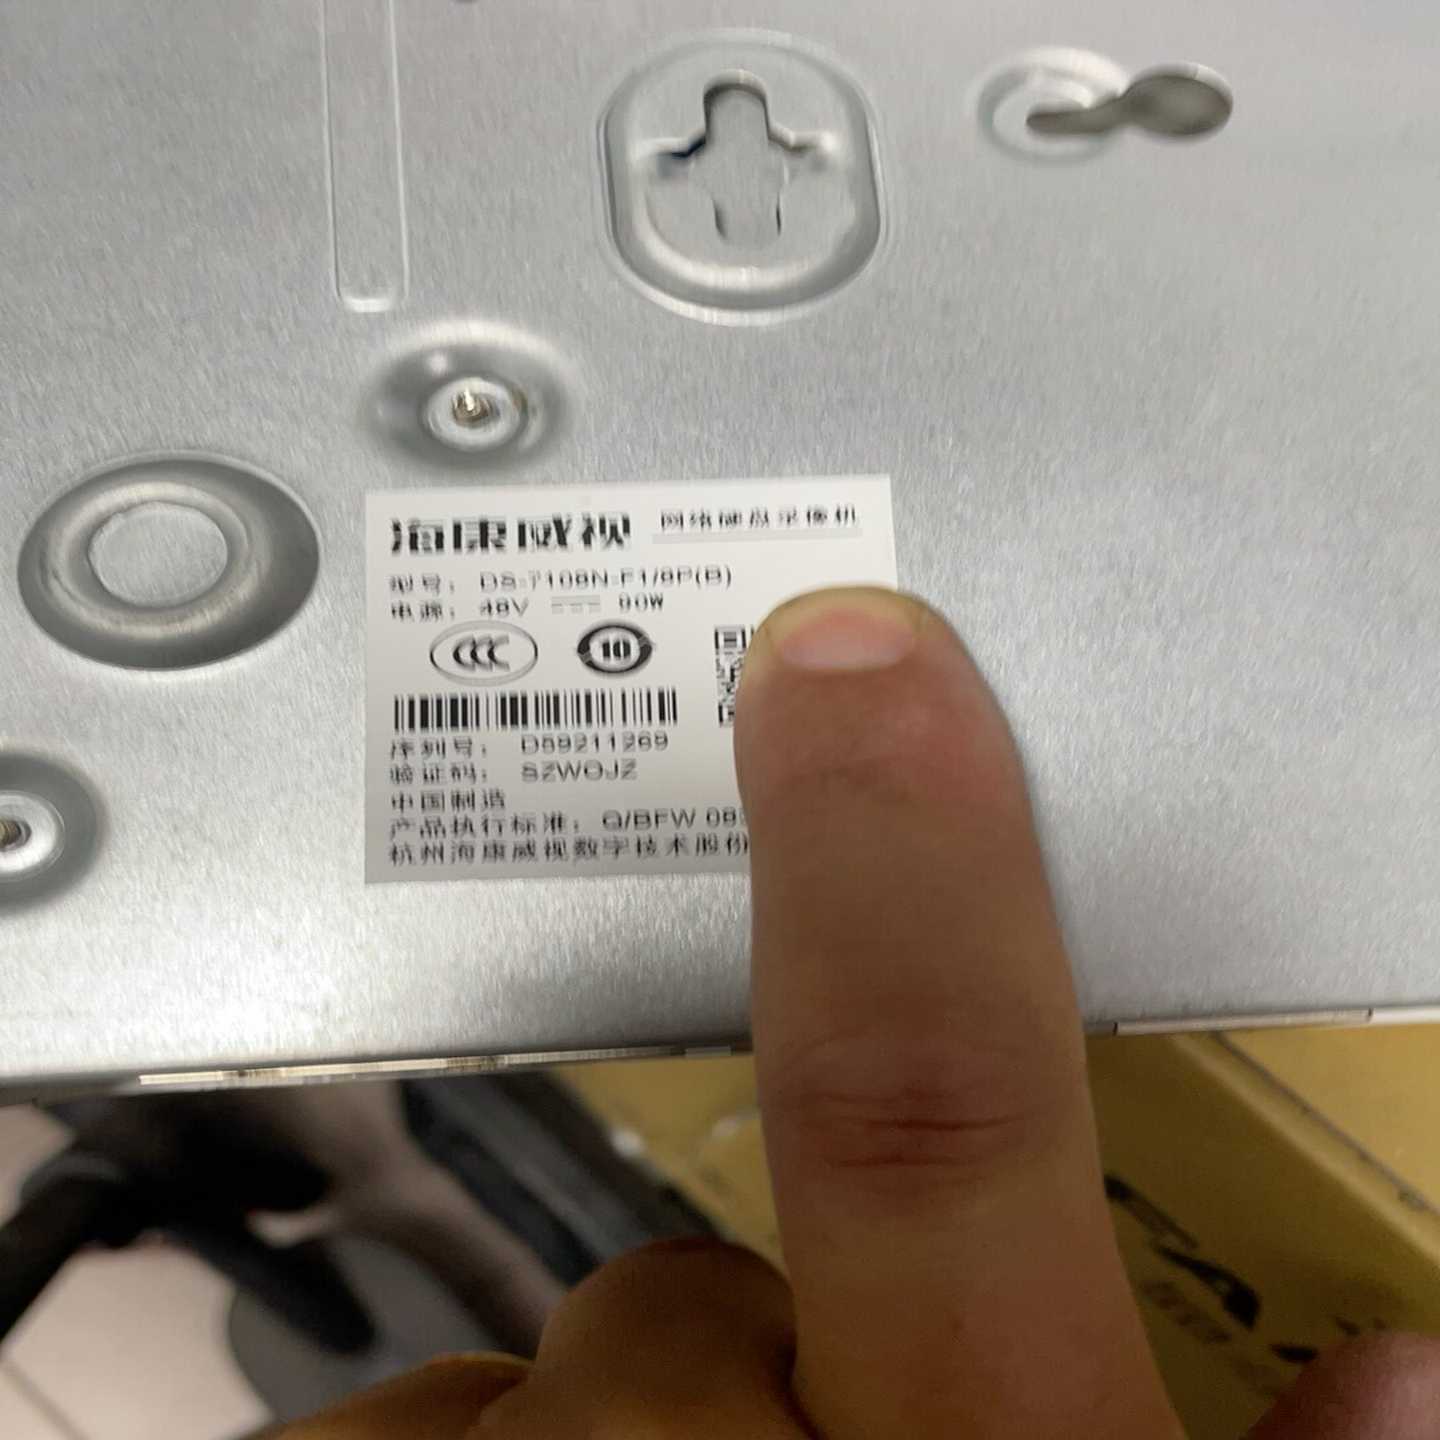 海康威视
网络硬盘录像机
型号： DS-7108N-F1/8P(B)
电源： 48V 90W
CCC
10
序列号： D59211269
验证码： SZWOJZ
中国制造
产品执行标准： Q/BFW
杭州海康威视数字技术股份